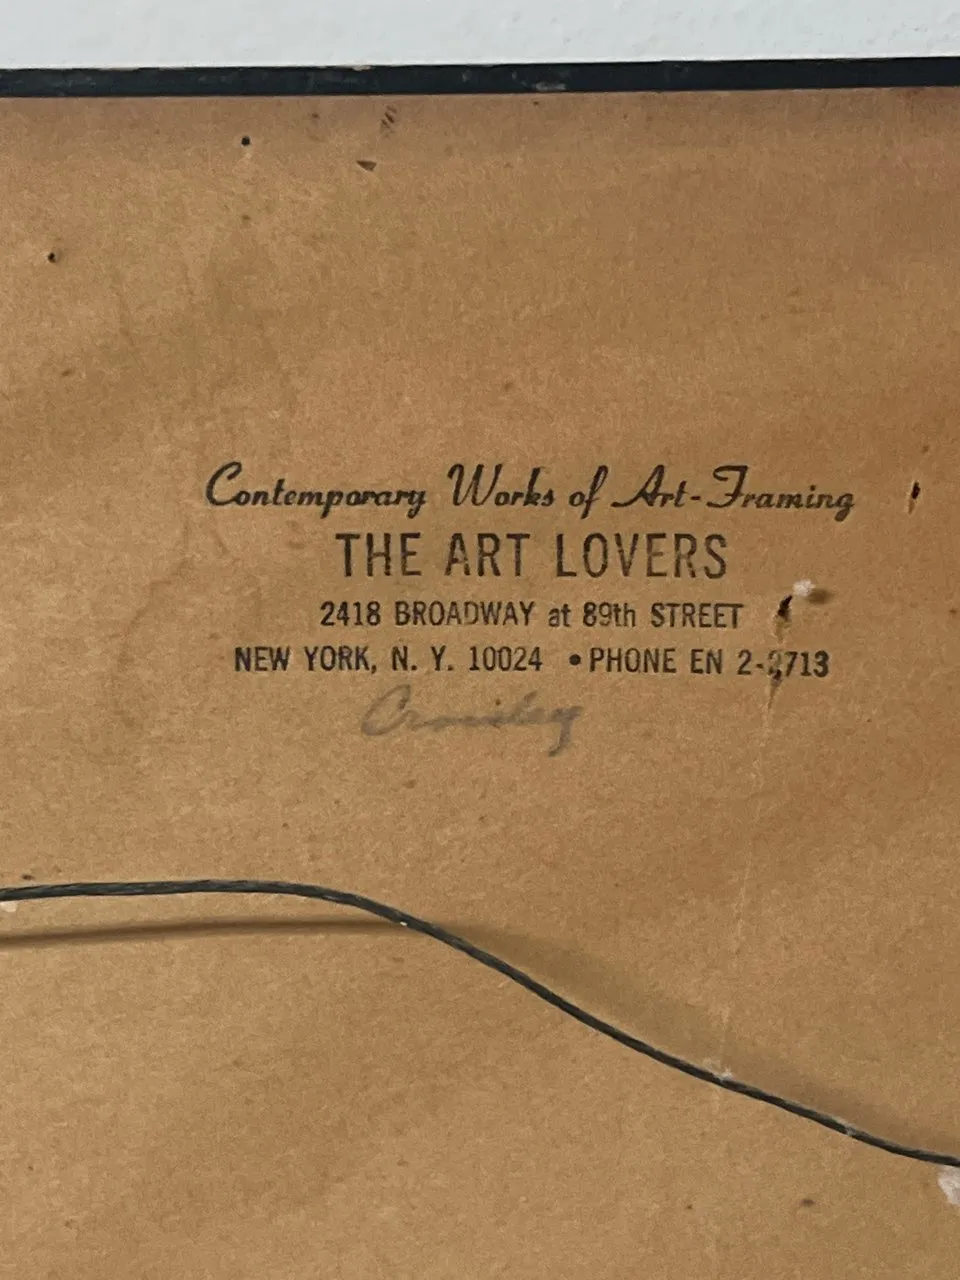 Contemporary Works of Art-Framing
THE ART LOVERS
2418 BROADWAY at 89th STREET
NEW YORK, N. Y. 10024 • PHONE EN 2-2713